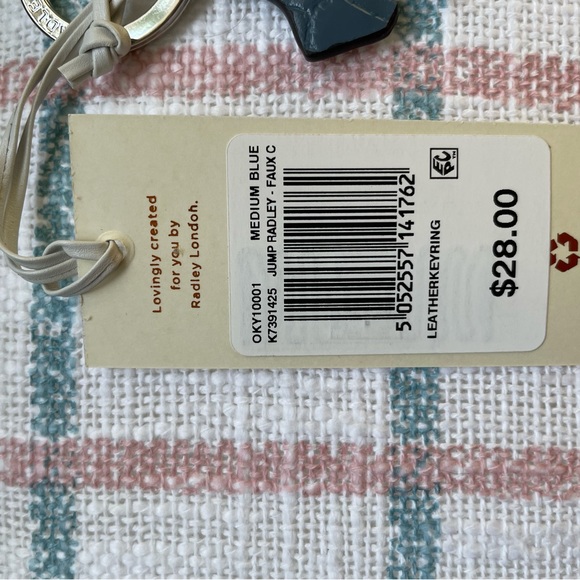 Lovingly created
for you by
Radley London.
OKY10001 MEDIUM BLUE
K7391425 JUMP RADLEY - FAUX C
5 052557 141762
LEATHERKEYRING
$28.00